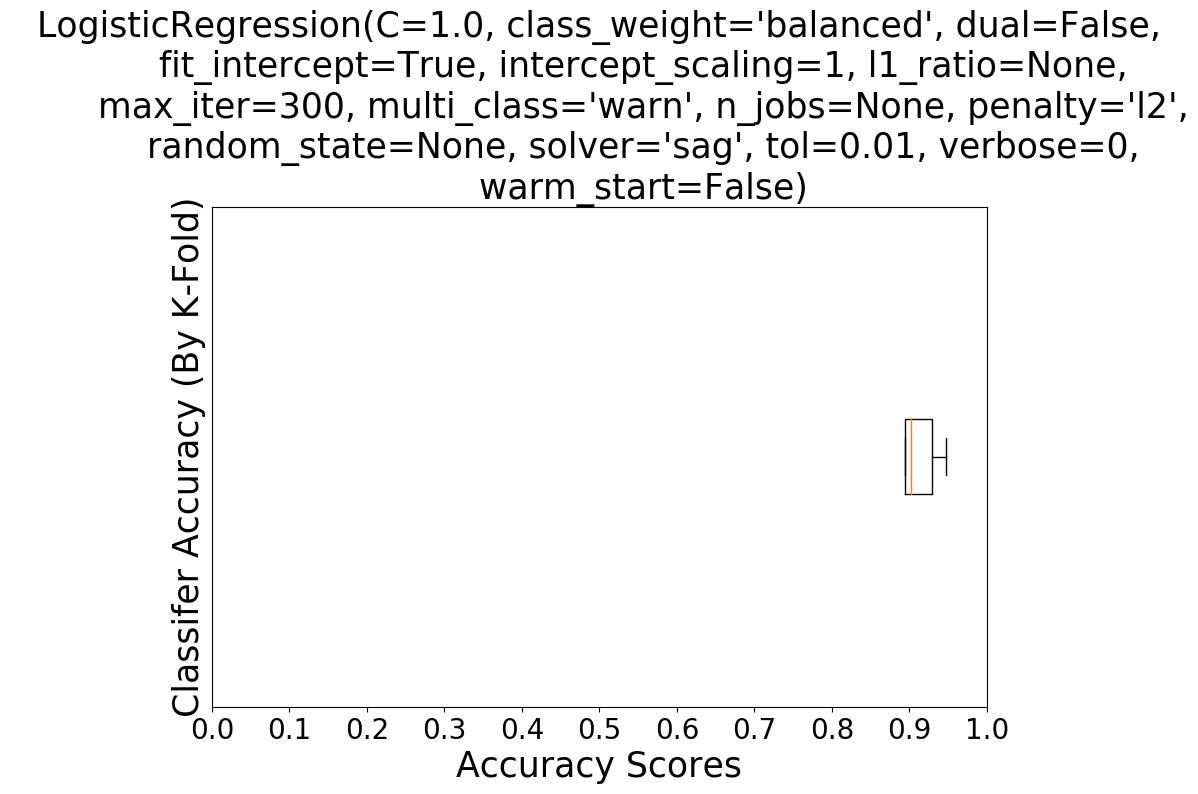 LogisticRegression(C=1.0, class_weight='balanced', dual=False,
fit_intercept=True, intercept_scaling=1, l1_ratio=None,
max_iter=300, multi_class='warn', n_jobs=None, penalty='l2',
random_state=None, solver='sag', tol=0.01, verbose=0,
warm_start=False)
Classifer Accuracy (By K-Fold)
0.0 0.1 0.2 0.3 0.4 0.5 0.6 0.7 0.8 0.9 1.0
Accuracy Scores